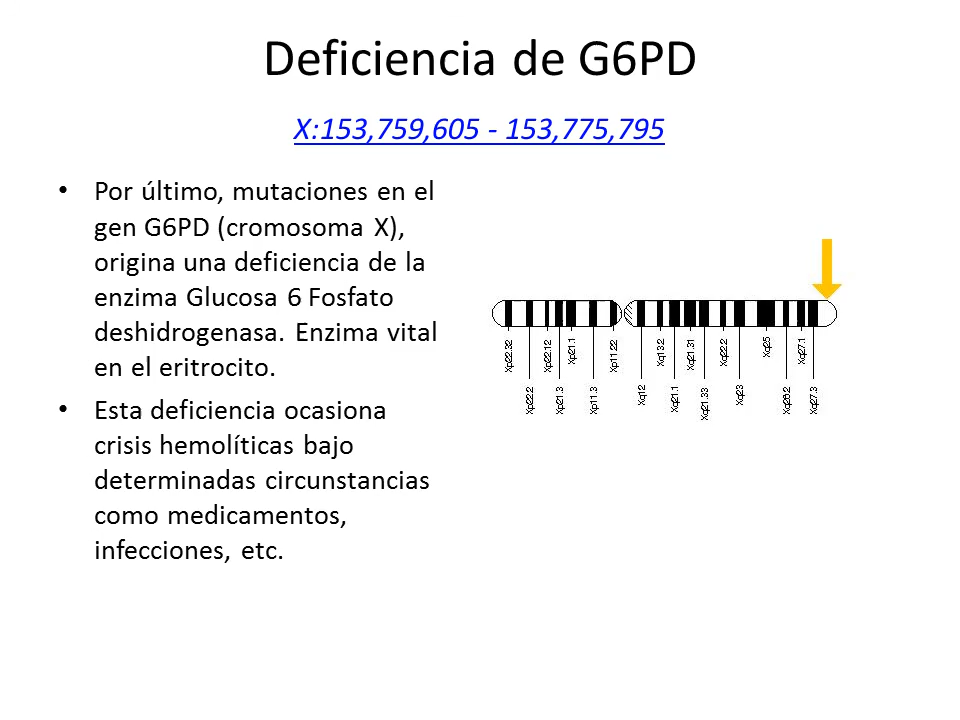 Deficiencia de G6PD
X:153,759,605 - 153,775,795
• Por último, mutaciones en el
gen G6PD (cromosoma X),
origina una deficiencia de la
enzima Glucosa 6 Fosfato
deshidrogenasa. Enzima vital
en el eritrocito.
• Esta deficiencia ocasiona
crisis hemolíticas bajo
determinadas circunstancias
como medicamentos,
infecciones, etc.
Xp22.32
Xp22.2
Xp22.12
Xp21.3
Xp21.1
Xp11.3
Xp11.22
Xq12
Xq13.2
Xq21.1
Xq21.31
Xq21.33
Xq22.2
Xq23
Xq25
Xq26.2
Xq27.1
Xq27.3